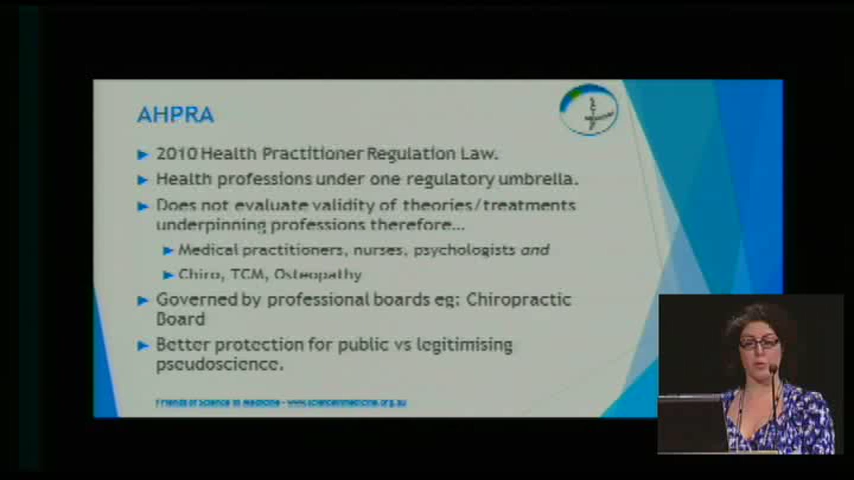 AHPRA
2010 Health Practitioner Regulation Law.
Health professions under one regulatory umbrella.
Does not evaluate validity of theories/treatments
underpinning professions therefore...
Medical practitioners, nurses, psychologists and
Chiro, TCM, Osteopathy
Governed by professional boards eg: Chiropractic
Board
Better protection for public vs legitimising
pseudoscience.
Friends of Science in Medicine - www.scienceinmedicine.org.au